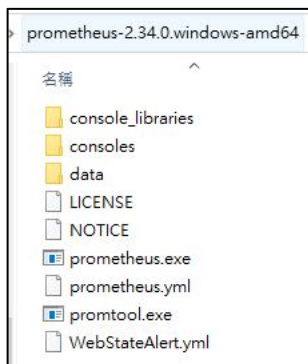 prometheus-2.34.0.windows-amd64
名稱
console_libraries
consoles
data
LICENSE
NOTICE
prometheus.exe
prometheus.yml
promtool.exe
WebStateAlert.yml